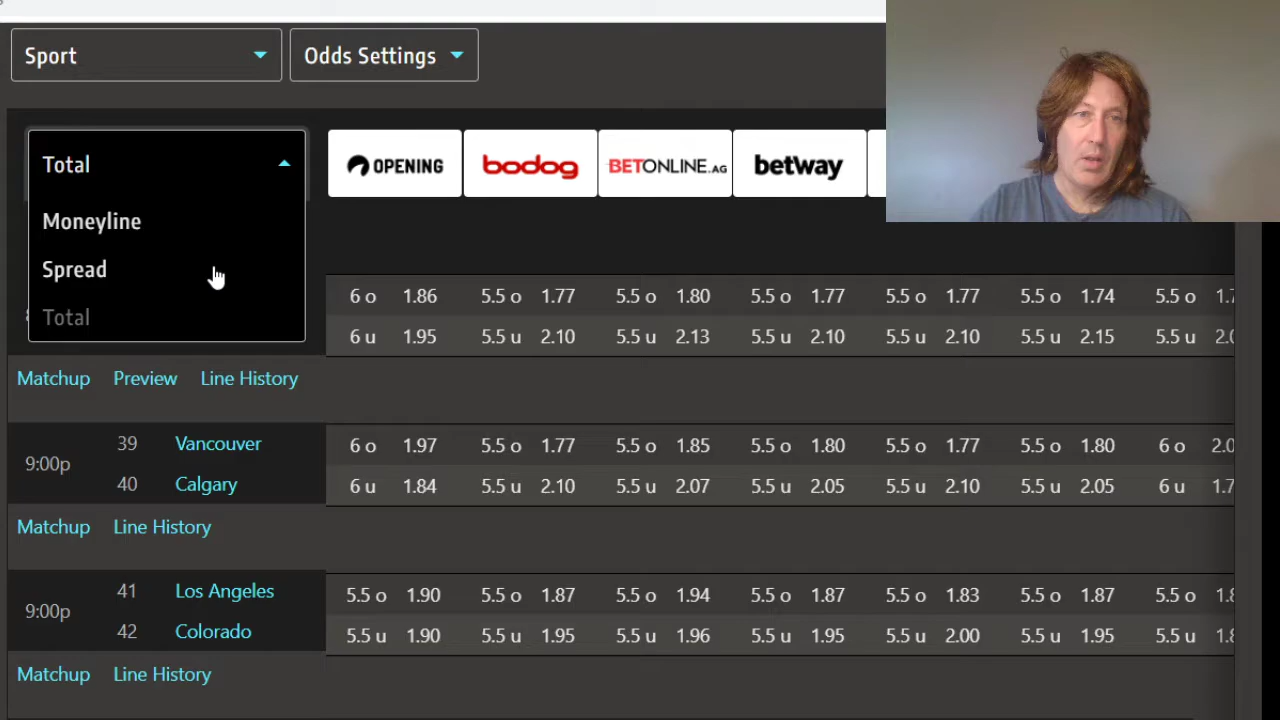 Sport Odds Settings
Total OPENING bodog BETONLINE.AG betway
Moneyline
Spread
Total
6 o 1.86 5.5 o 1.77 5.5 o 1.80 5.5 o 1.77 5.5 o 1.77 5.5 o 1.74 5.5 o
6 u 1.95 5.5 u 2.10 5.5 u 2.13 5.5 u 2.10 5.5 u 2.10 5.5 u 2.15 5.5 u
Matchup Preview Line History
39 Vancouver 6 o 1.97 5.5 o 1.77 5.5 o 1.85 5.5 o 1.80 5.5 o 1.77 5.5 o 1.80 6 o
9:00p
40 Calgary 6 u 1.84 5.5 u 2.10 5.5 u 2.07 5.5 u 2.05 5.5 u 2.10 5.5 u 2.05 6 u
Matchup Line History
41 Los Angeles 5.5 o 1.90 5.5 o 1.87 5.5 o 1.94 5.5 o 1.87 5.5 o 1.83 5.5 o 1.87 5.5 o
9:00p
42 Colorado 5.5 u 1.90 5.5 u 1.95 5.5 u 1.96 5.5 u 1.95 5.5 u 2.00 5.5 u 1.95 5.5 u
Matchup Line History